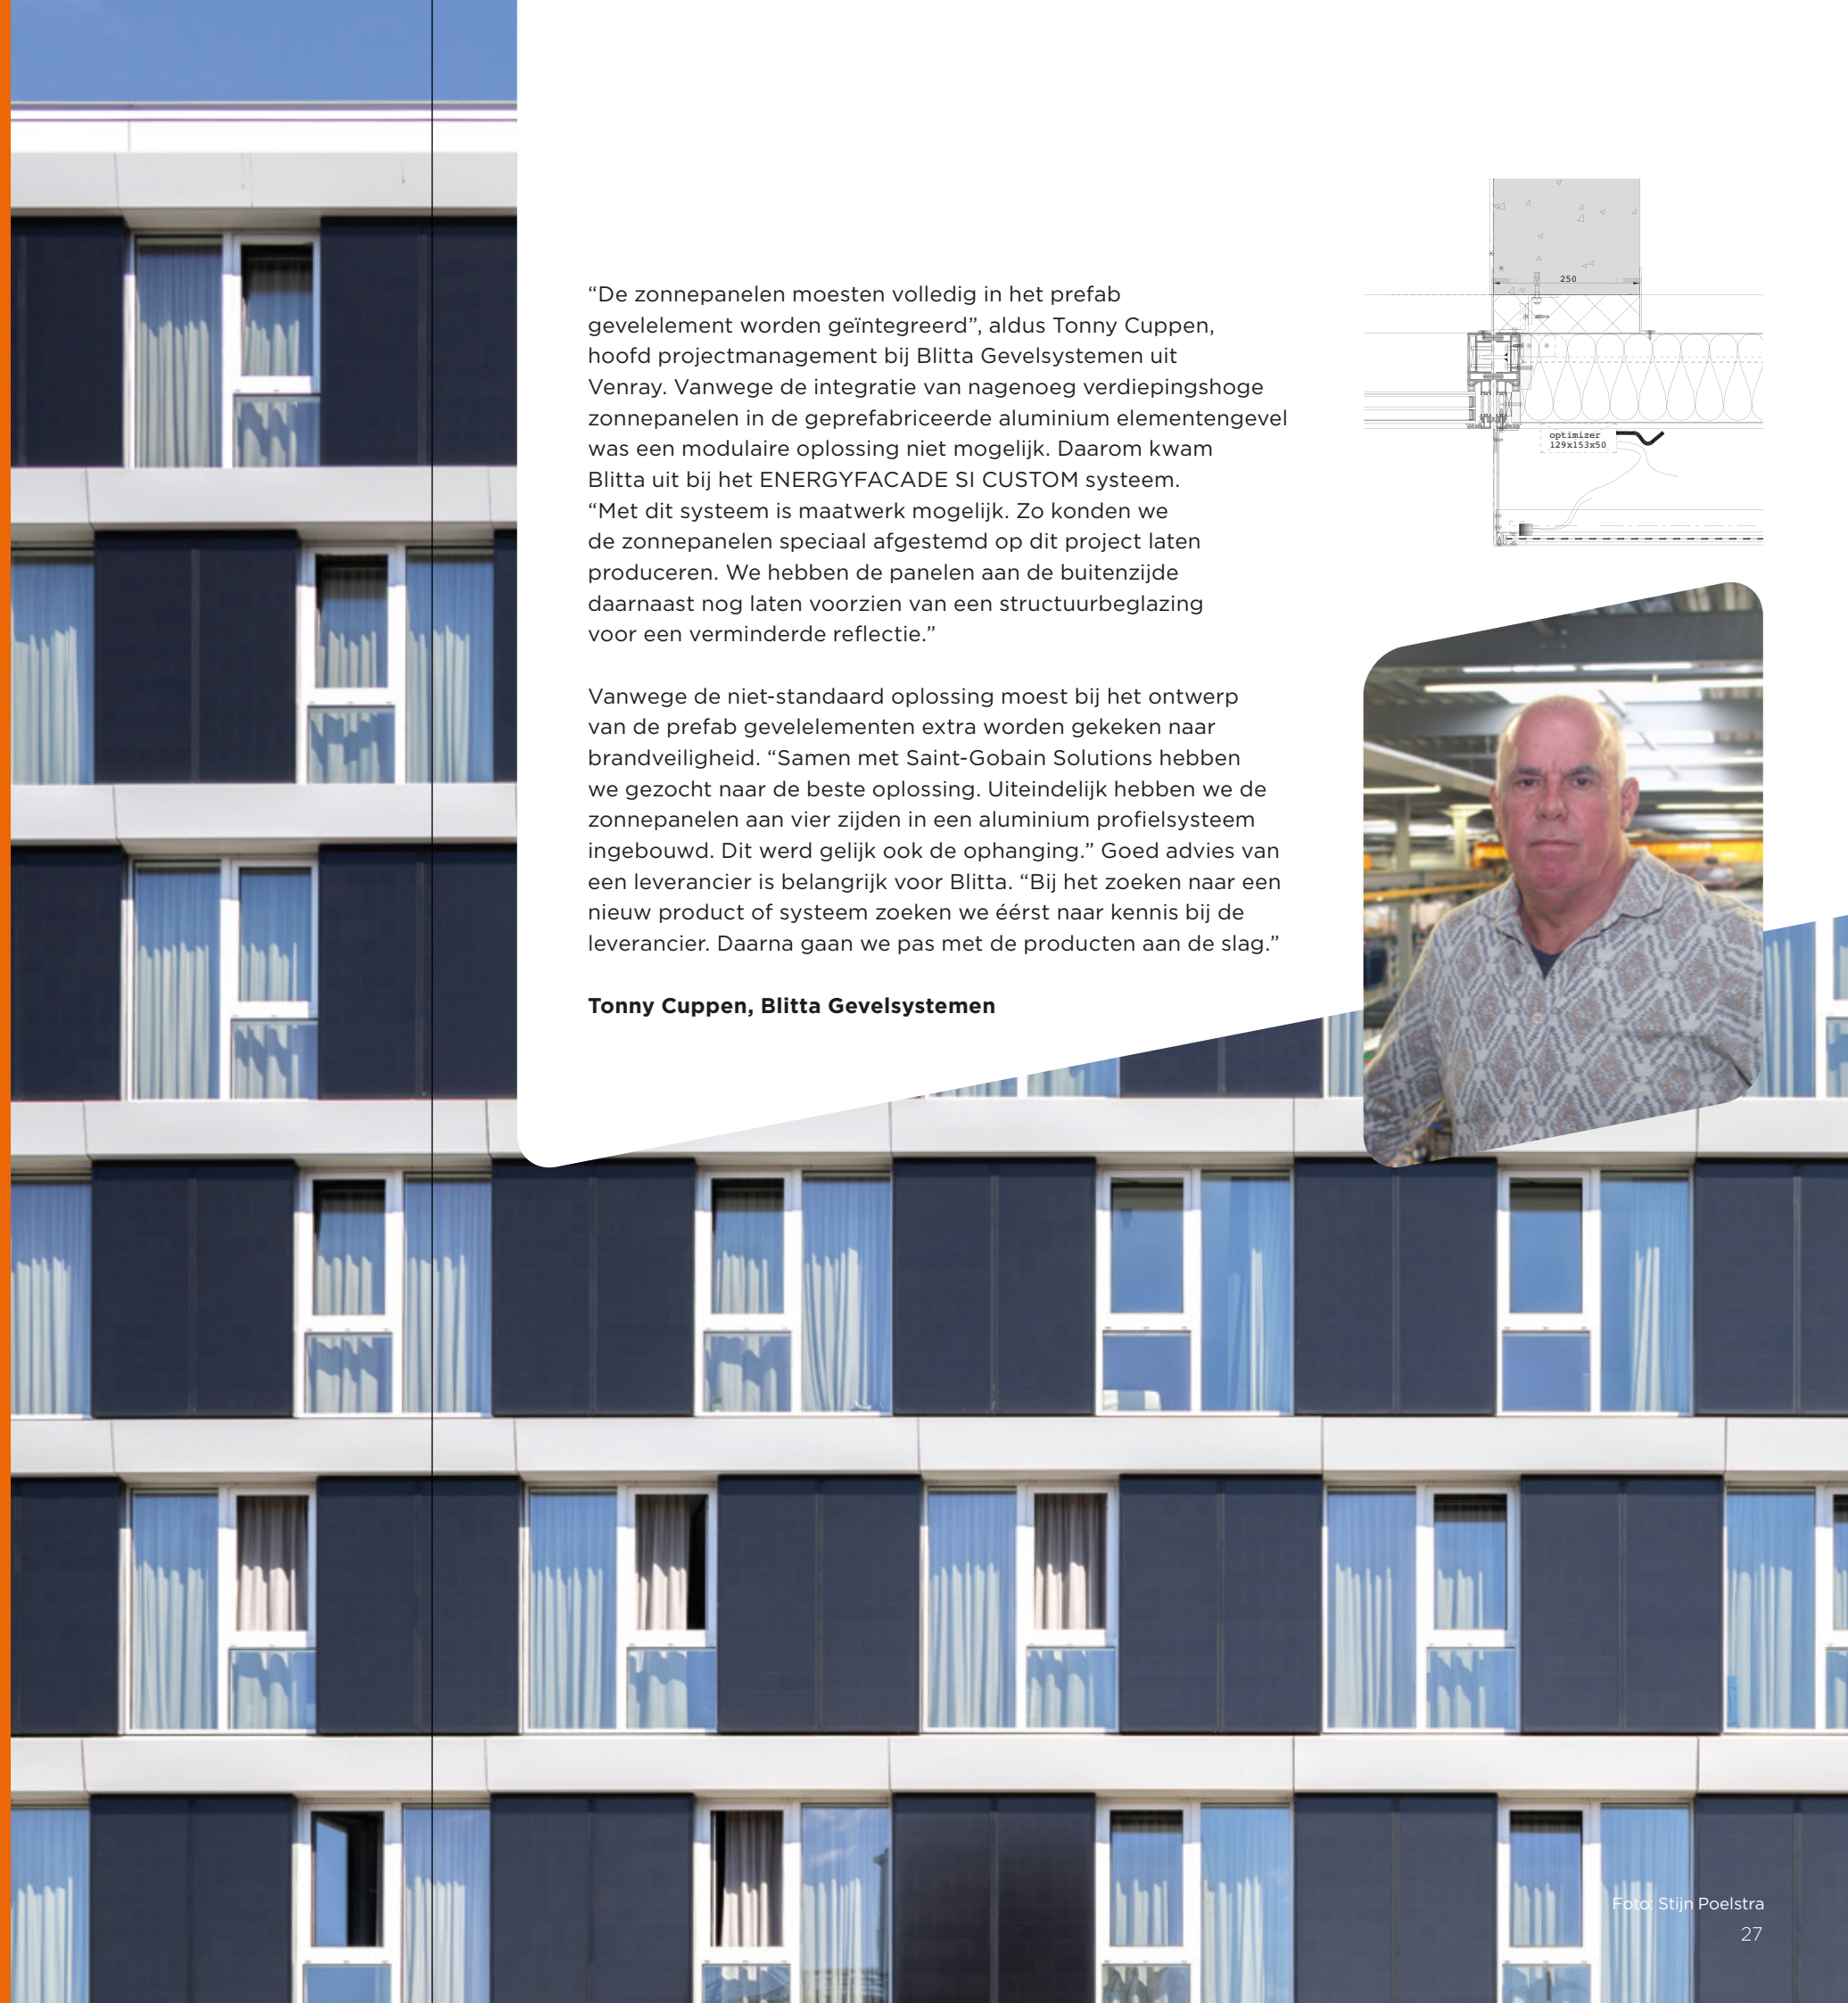 “De zonnepanelen moesten volledig in het prefab
gevelelement worden geïntegreerd”, aldus Tonny Cuppen,
hoofd projectmanagement bij Blitta Gevelsystemen uit
Venray. Vanwege de integratie van nagenoeg verdiepingshoge
zonnepanelen in de geprefabriceerde aluminium elementengevel
was een modulaire oplossing niet mogelijk. Daarom kwam
Blitta uit bij het ENERGYFACADE SI CUSTOM systeem.
“Met dit systeem is maatwerk mogelijk. Zo konden we
de zonnepanelen speciaal afgestemd op dit project laten
produceren. We hebben de panelen aan de buitenzijde
daarnaast nog laten voorzien van een structuurbeglazing
voor een verminderde reflectie.”
Vanwege de niet-standaard oplossing moest bij het ontwerp
van de prefab gevelelementen extra worden gekeken naar
brandveiligheid. “Samen met Saint-Gobain Solutions hebben
we gezocht naar de beste oplossing. Uiteindelijk hebben we de
zonnepanelen aan vier zijden in een aluminium profielsysteem
ingebouwd. Dit werd gelijk ook de ophanging.” Goed advies van
een leverancier is belangrijk voor Blitta. “Bij het zoeken naar een
nieuw product of systeem zoeken we éérst naar kennis bij de
leverancier. Daarna gaan we pas met de producten aan de slag.”
Tonny Cuppen, Blitta Gevelsystemen
250
optimizer
129x153x50
Foto: Stijn Poelstra
27